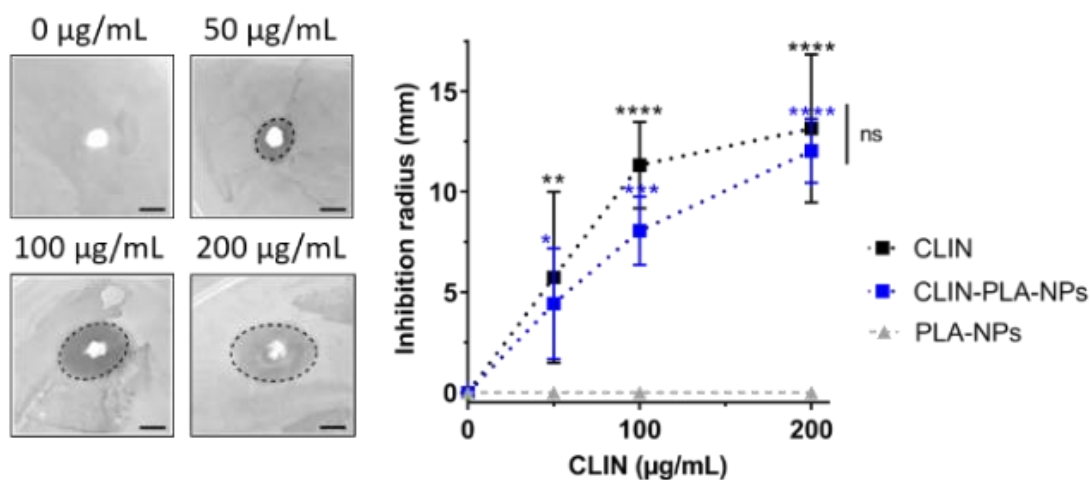 0 µg/mL
50 µg/mL
100 µg/mL
200 µg/mL
Inhibition radius (mm)
15
10
5
0
**
*
****
***
****
****
ns
0
100
200
CLIN (µg/mL)
CLIN
CLIN-PLA-NPs
PLA-NPs